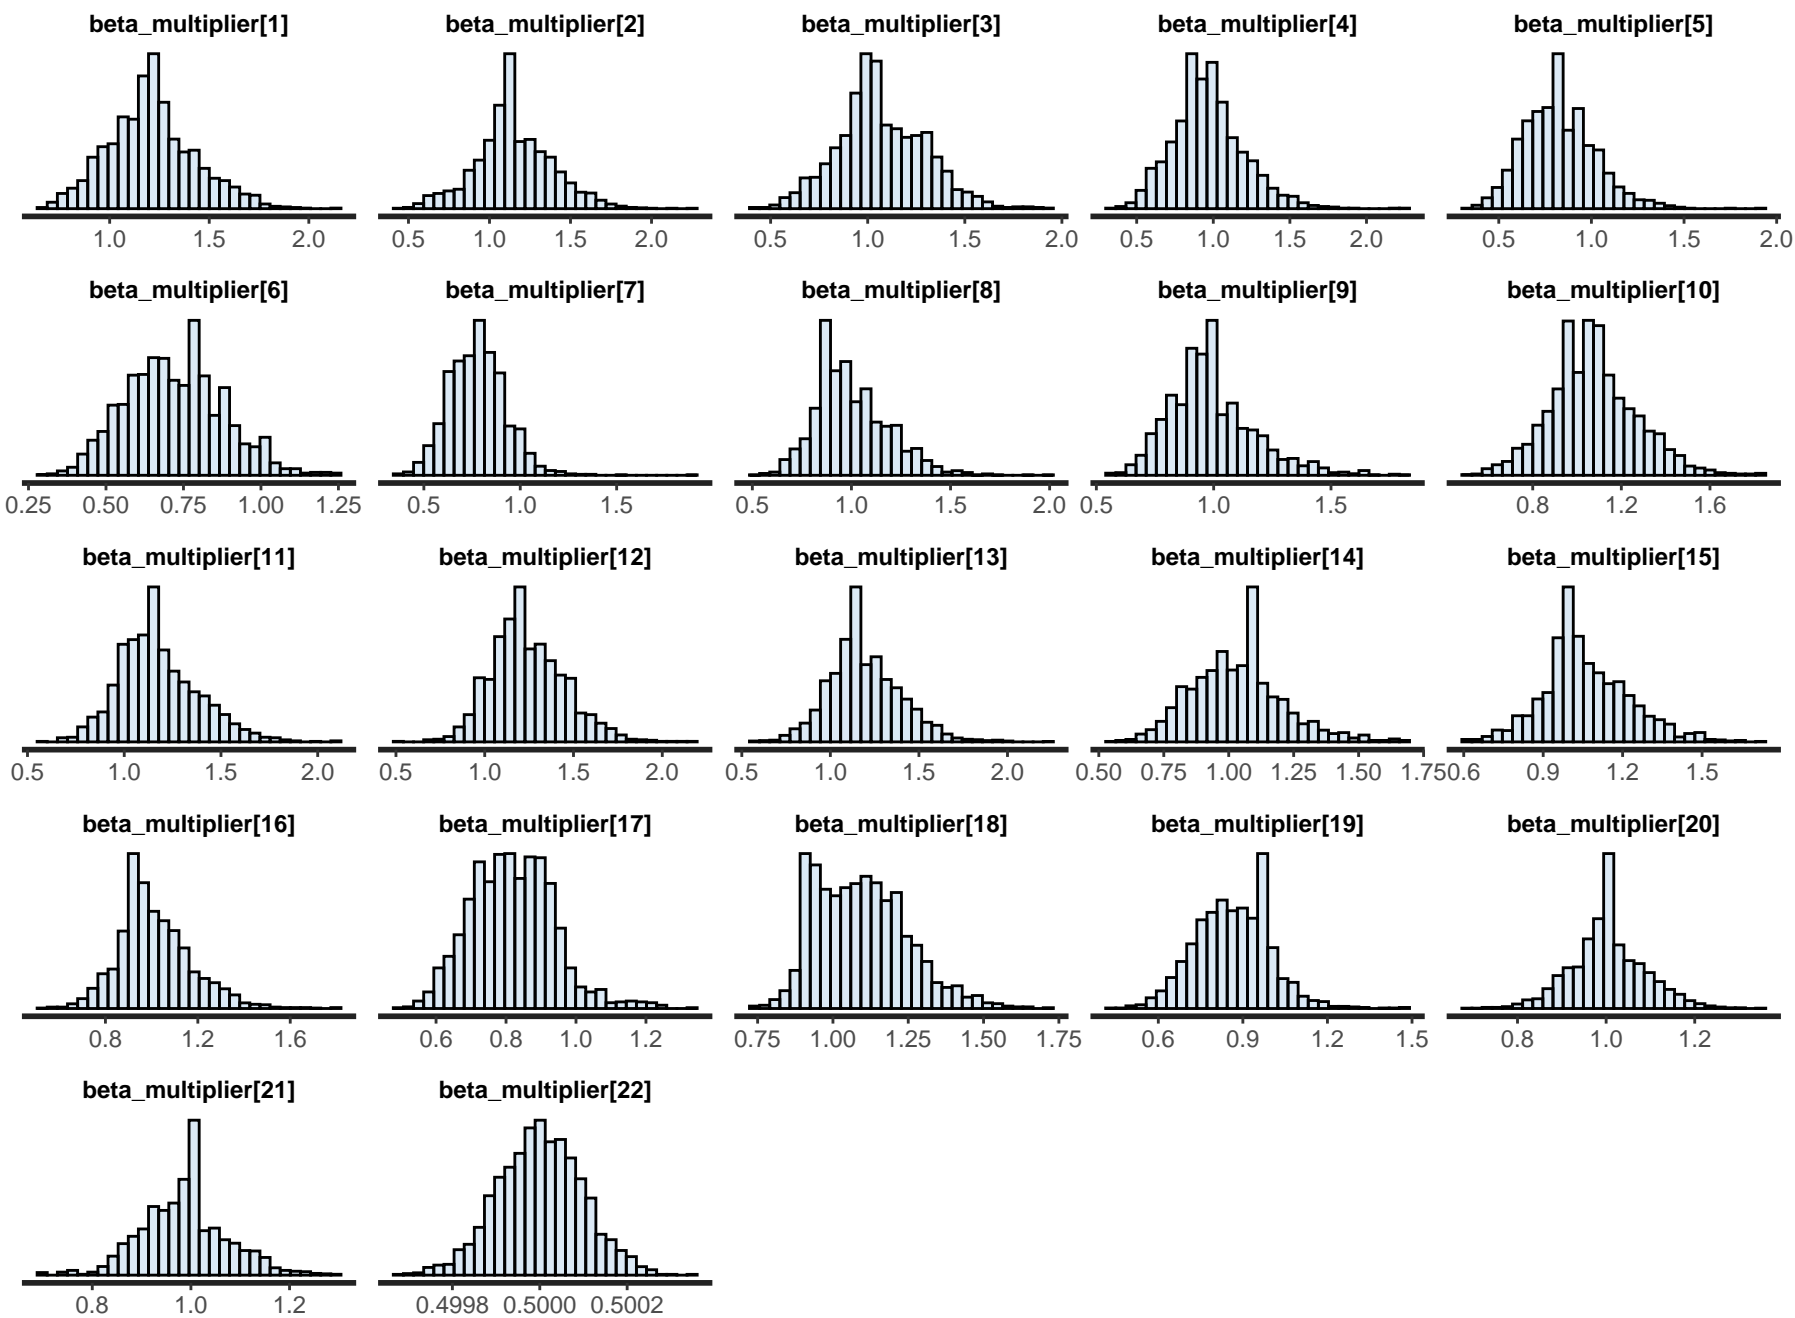 beta_multiplier[1] beta_multiplier[2] beta_multiplier[3] beta_multiplier[4] beta_multiplier[5]
1.0 1.5 2.0 0.5 1.0 1.5 2.0 0.5 1.0 1.5 2.0 0.5 1.0 1.5 2.0 0.5 1.0 1.5 2.0
beta_multiplier[6] beta_multiplier[7] beta_multiplier[8] beta_multiplier[9] beta_multiplier[10]
0.25 0.50 0.75 1.00 1.25 0.5 1.0 1.5 0.5 1.0 1.5 2.0 0.5 1.0 1.5 0.8 1.2 1.6
beta_multiplier[11] beta_multiplier[12] beta_multiplier[13] beta_multiplier[14] beta_multiplier[15]
0.5 1.0 1.5 2.0 0.5 1.0 1.5 2.0 0.5 1.0 1.5 2.0 0.50 0.75 1.00 1.25 1.50 1.75 0.6 0.9 1.2 1.5
beta_multiplier[16] beta_multiplier[17] beta_multiplier[18] beta_multiplier[19] beta_multiplier[20]
0.8 1.2 1.6 0.6 0.8 1.0 1.2 0.75 1.00 1.25 1.50 1.75 0.6 0.9 1.2 1.5 0.8 1.0 1.2
beta_multiplier[21] beta_multiplier[22]
0.8 1.0 1.2 0.4998 0.5000 0.5002